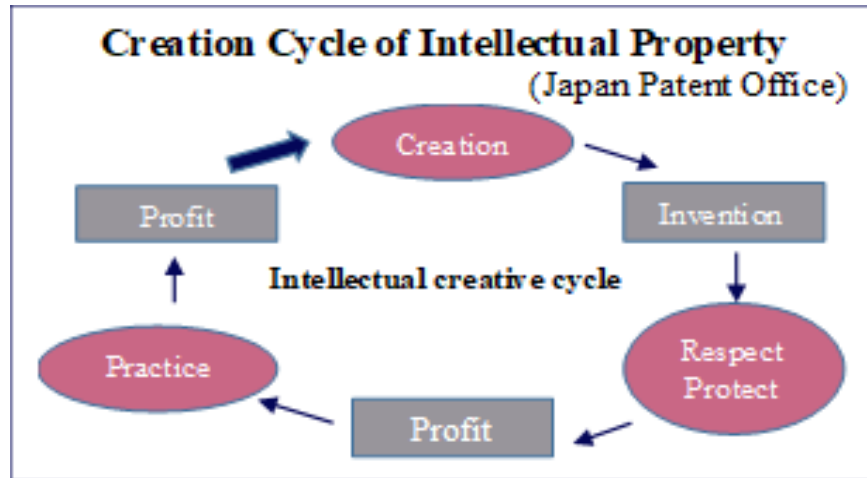 Creation Cycle of Intellectual Property
(Japan Patent Office)
Creation
Profit
Invention
Intellectual creative cycle
Practice
Respect
Protect
Profit